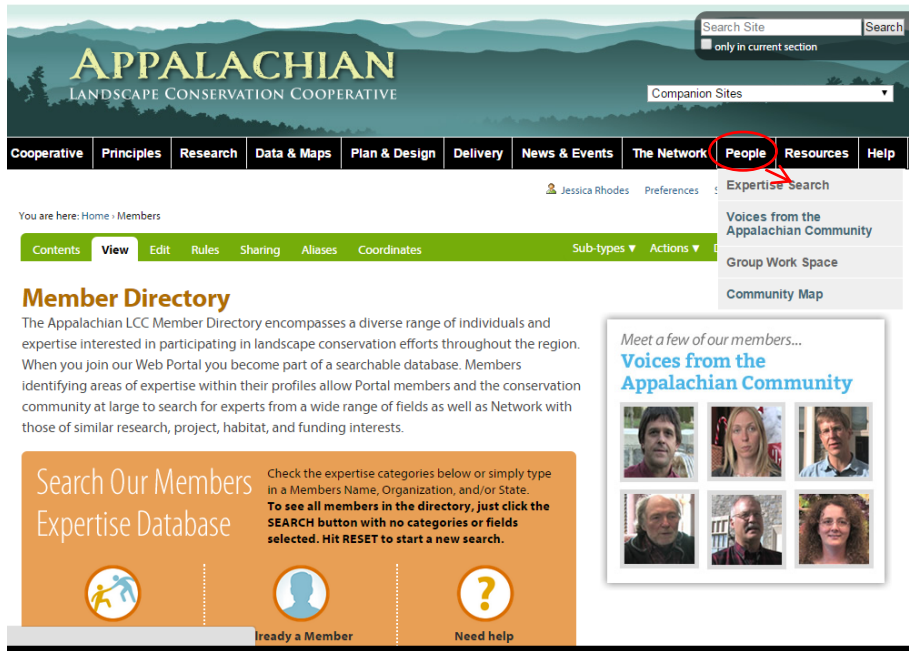 Search Site
Search
only in current section
APPALACHIAN
LANDSCAPE CONSERVATION COOPERATIVE
Companion Sites
Cooperative Principles Research Data & Maps Plan & Design Delivery News & Events The Network People Resources Help
Jessica Rhodes Preferences
Expertise Search
Voices from the
Appalachian Community
Group Work Space
Community Map
You are here: Home › Members
Contents View Edit Rules Sharing Aliases Coordinates Sub-types ▼ Actions ▼
Member Directory
The Appalachian LCC Member Directory encompasses a diverse range of individuals and
expertise interested in participating in landscape conservation efforts throughout the region.
When you join our Web Portal you become part of a searchable database. Members
identifying areas of expertise within their profiles allow Portal members and the conservation
community at large to search for experts from a wide range of fields as well as Network with
those of similar research, project, habitat, and funding interests.
Meet a few of our members...
Voices from the
Appalachian Community
Search Our Members
Expertise Database
Check the expertise categories below or simply type
in a Members Name, Organization, and/or State.
To see all members in the directory, just click the
SEARCH button with no categories or fields
selected. Hit RESET to start a new search.
?
a Member
Need help